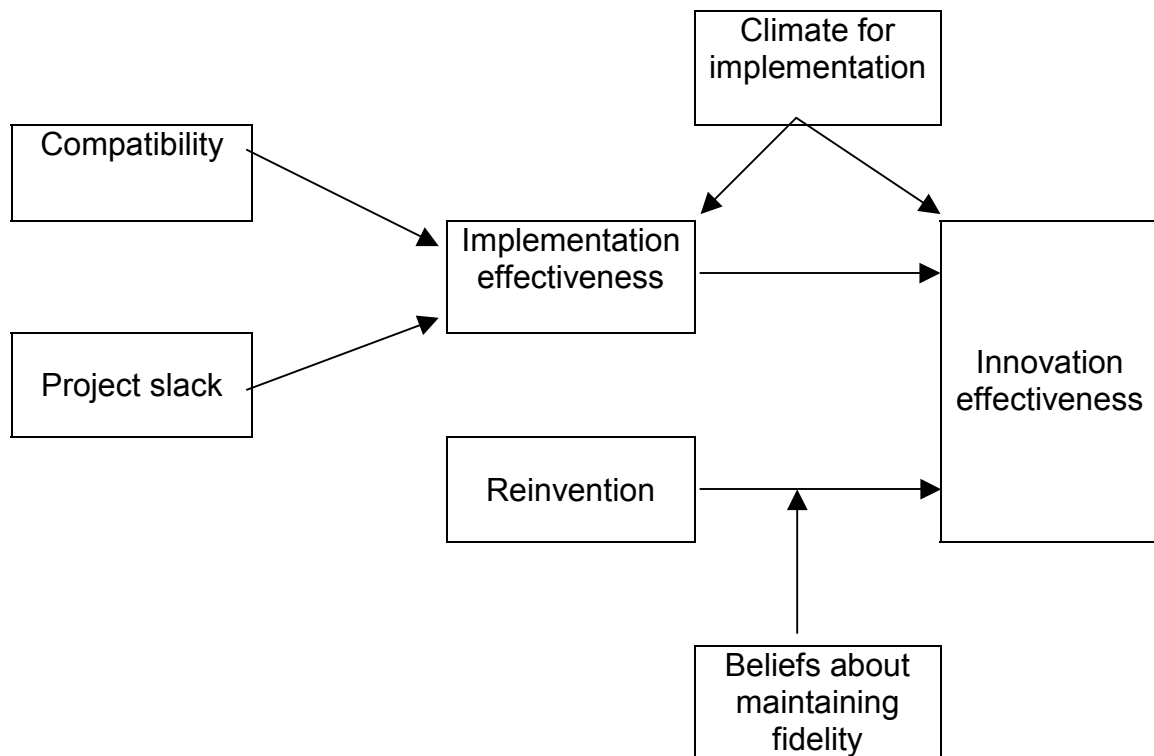 Climate for
implementation
Compatibility
Implementation
effectiveness
Project slack
Innovation
effectiveness
Reinvention
Beliefs about
maintaining
fidelity